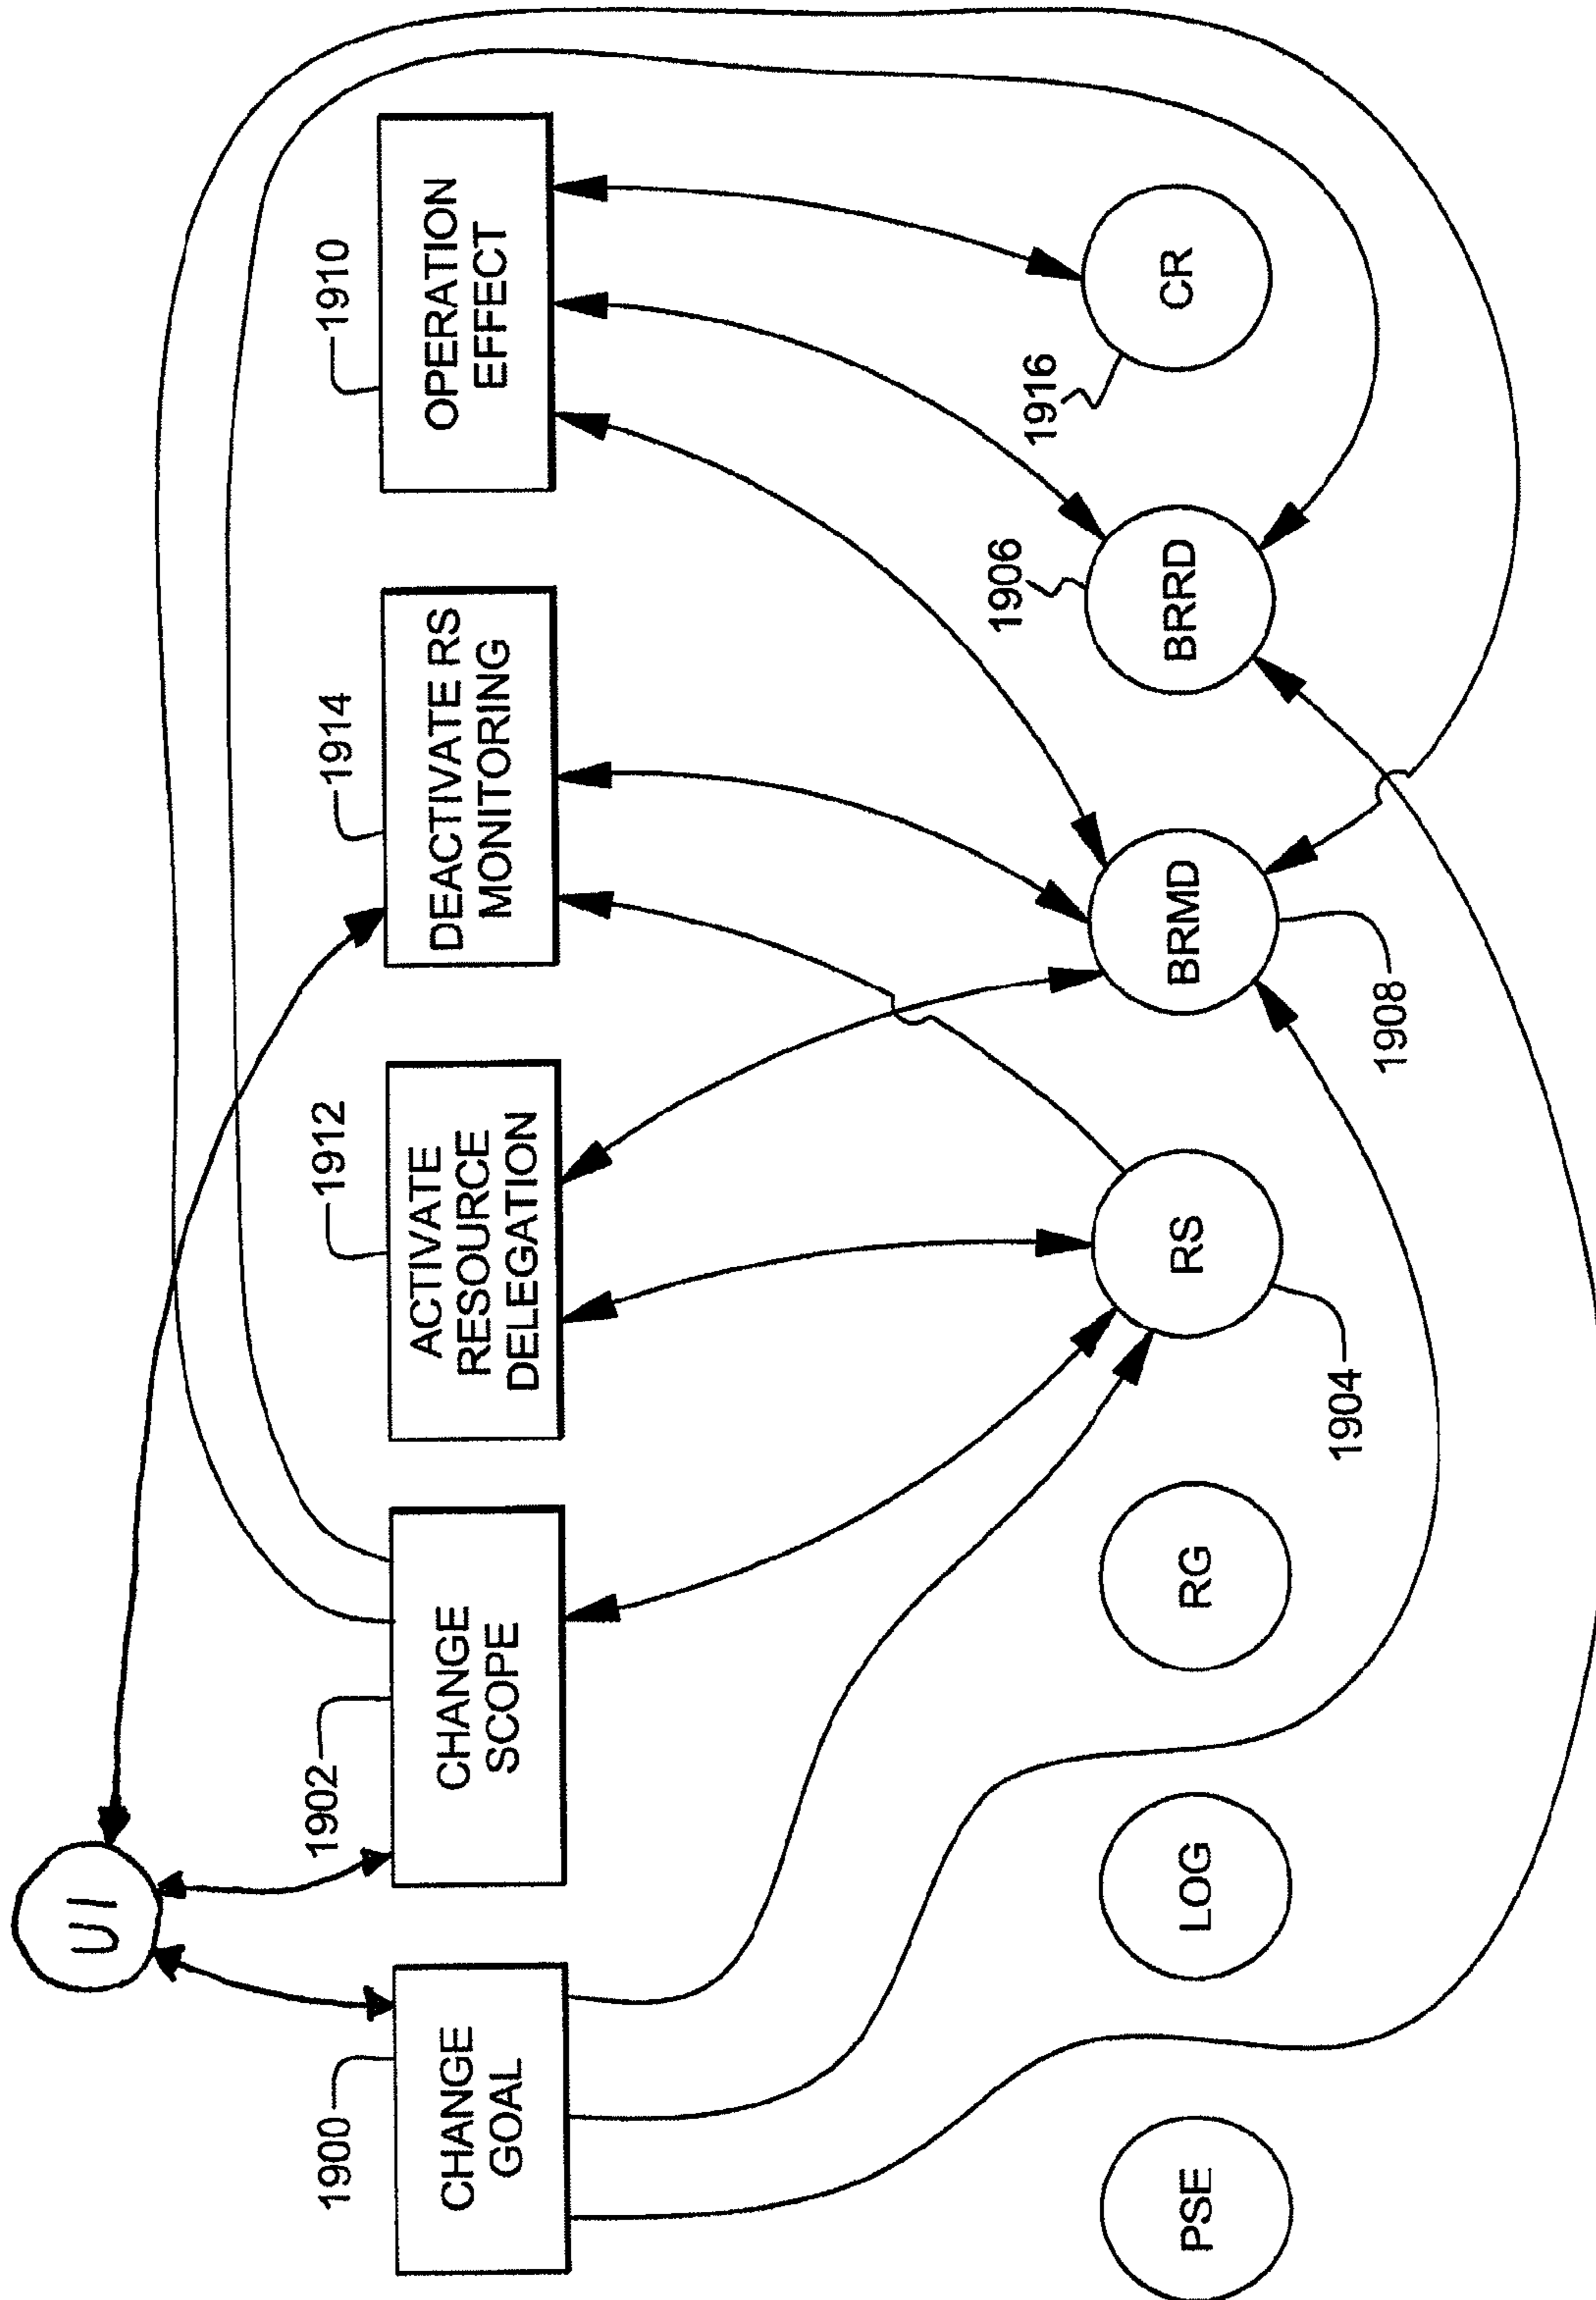 UI
1900
1902
1912
1914
1910
CHANGE
GOAL
CHANGE
SCOPE
ACTIVATE
RESOURCE
DELEGATION
DEACTIVATE RS
MONITORING
OPERATION
EFFECT
PSE
LOG
RG
RS
BRMD
BRRD
CR
1904
1908
1906
1916